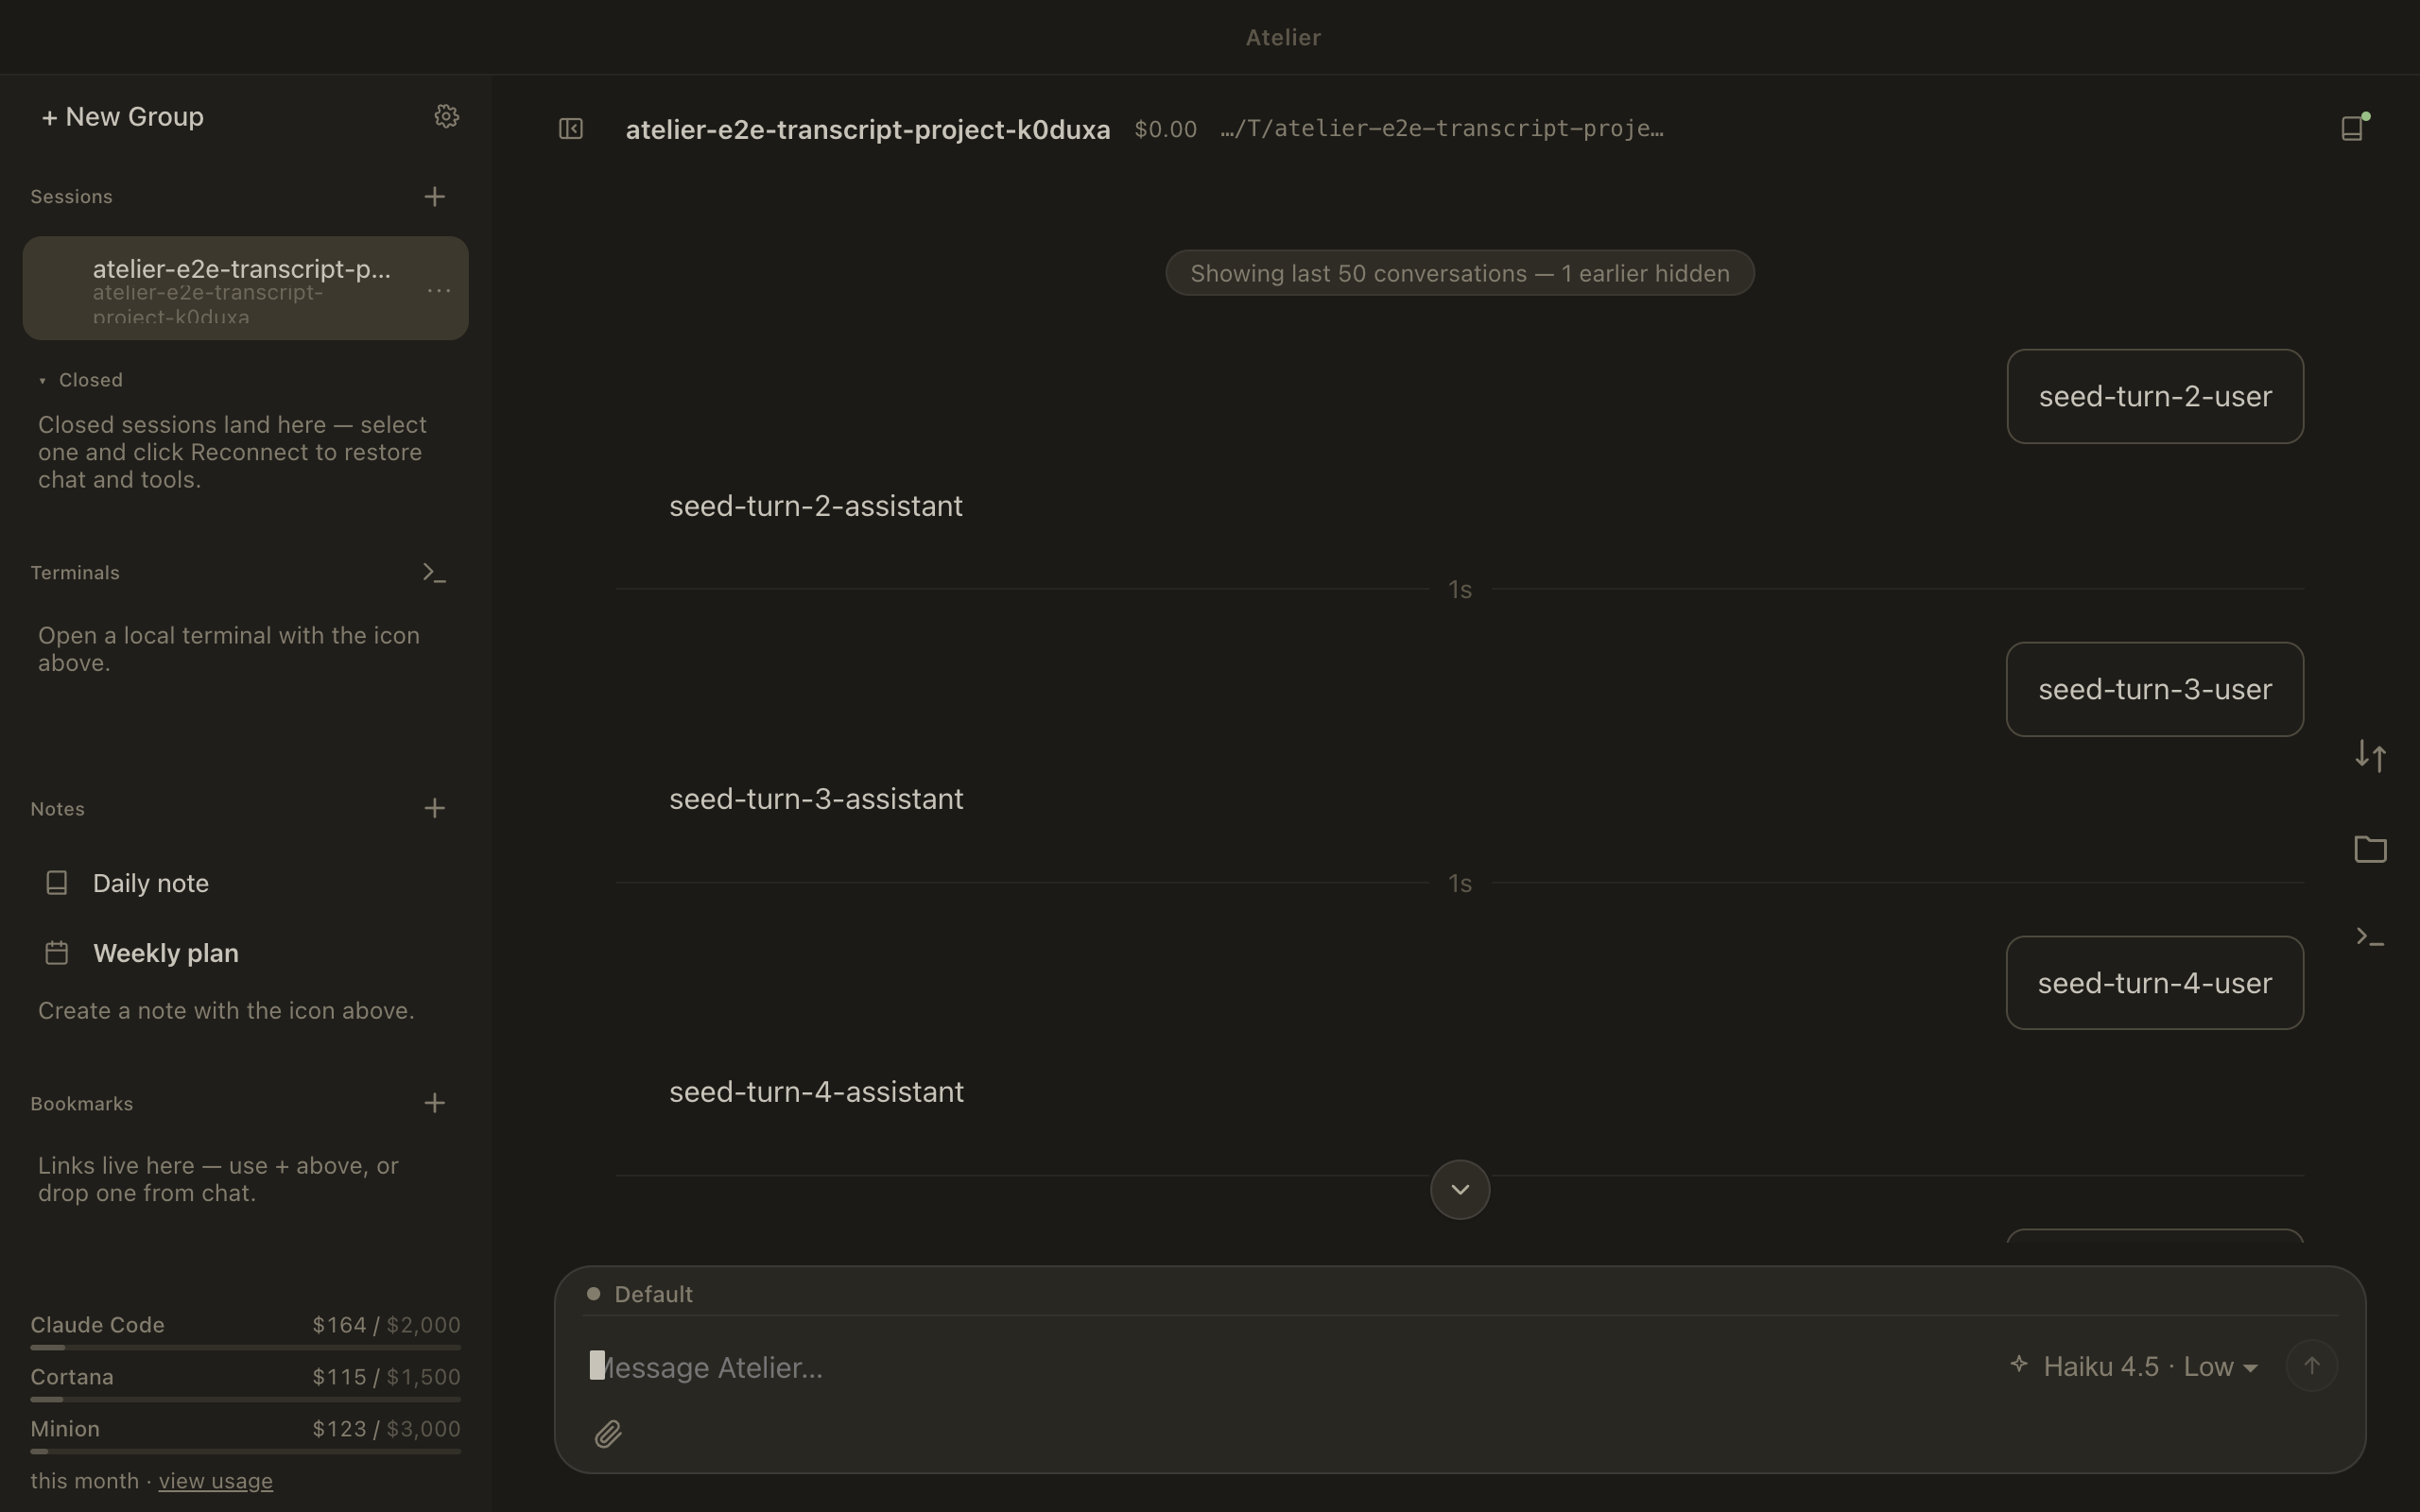 Atelier
+ New Group
Sessions
atelier-e2e-transcript-p...
atelier-e2e-transcript-
project-k0duxa
Closed
Closed sessions land here — select
one and click Reconnect to restore
chat and tools.
Terminals
Open a local terminal with the icon
above.
Notes
Daily note
Weekly plan
Create a note with the icon above.
Bookmarks
Links live here — use + above, or
drop one from chat.
Claude Code $164 / $2,000
Cortana $115 / $1,500
Minion $123 / $3,000
this month · view usage
atelier-e2e-transcript-project-k0duxa $0.00 …/T/atelier-e2e-transcript-proje…
Showing last 50 conversations — 1 earlier hidden
seed-turn-2-user
seed-turn-2-assistant
1s
seed-turn-3-user
seed-turn-3-assistant
1s
seed-turn-4-user
seed-turn-4-assistant
Default
Message Atelier...
Haiku 4.5 · Low